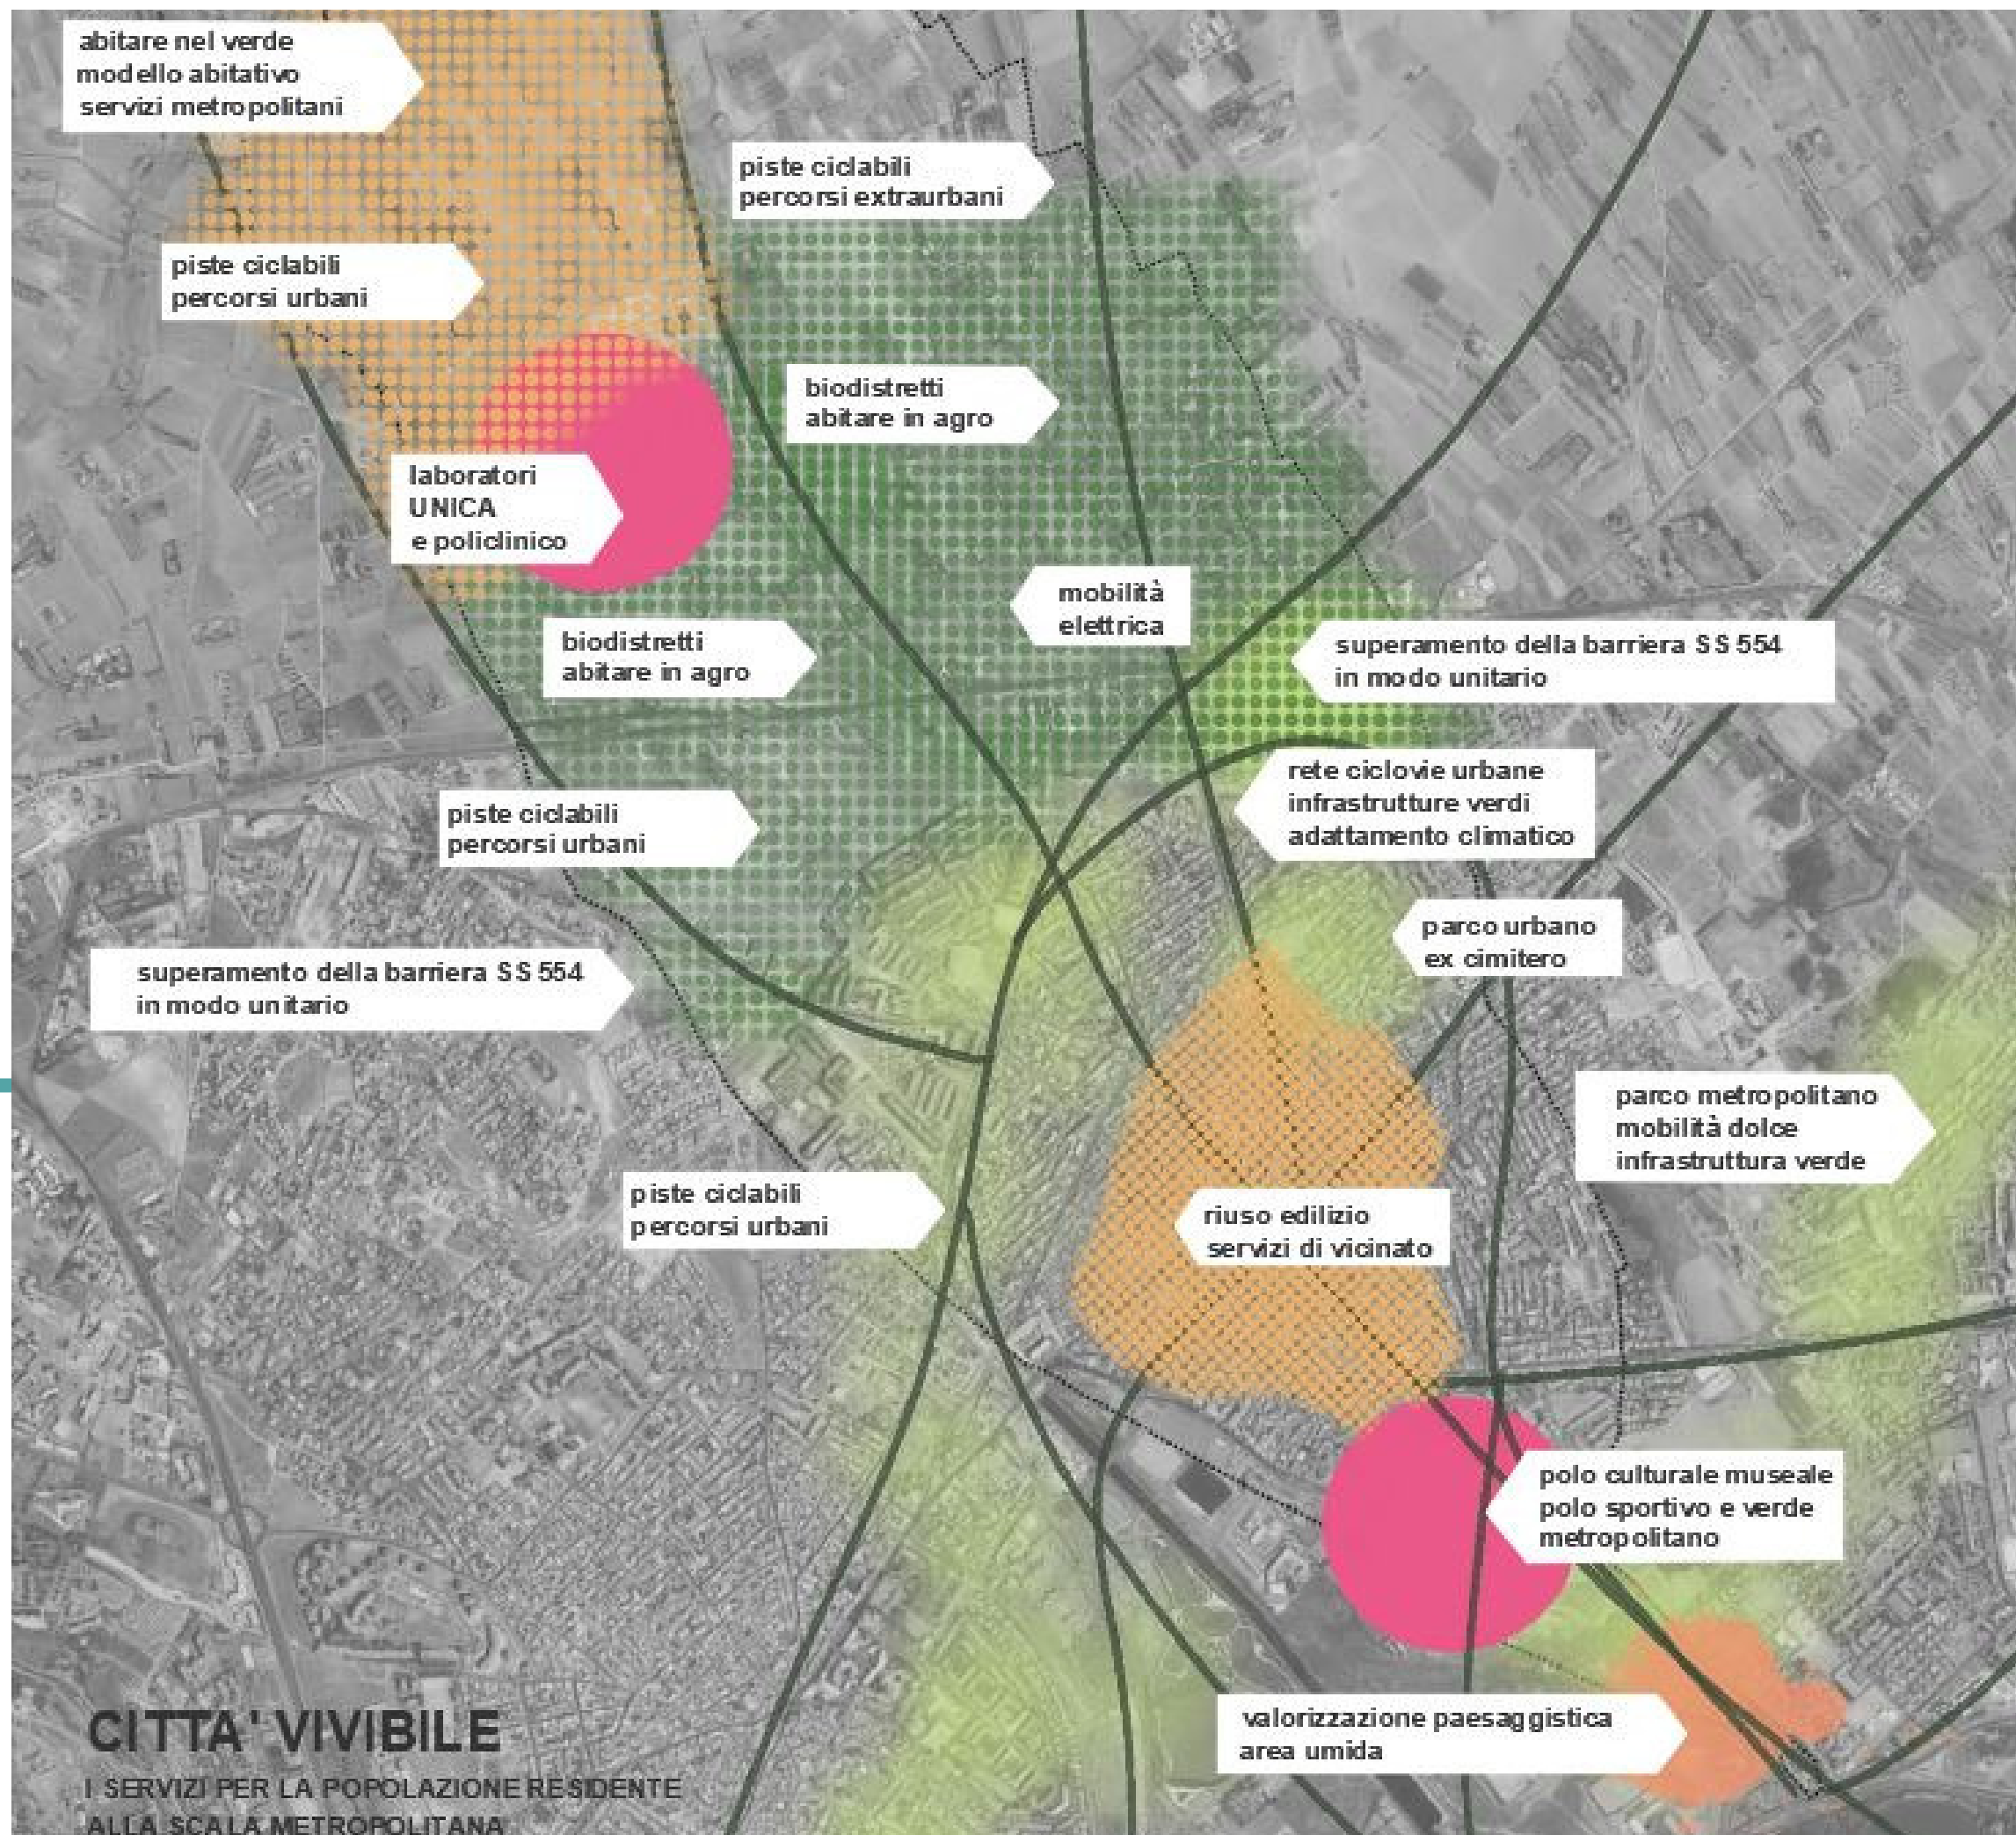 abitare nel verde
modello abitativo
servizi metropolitani
piste ciclabili
percorsi extraurbani
piste ciclabili
percorsi urbani
biodistretti
abitare in agro
laboratori
UNICA
e policlinico
mobilità
elettrica
biodistretti
abitare in agro
superamento della barriera SS 554
in modo unitario
rete ciclovie urbane
infrastrutture verdi
adattamento climatico
piste ciclabili
percorsi urbani
parco urbano
ex cimitero
superamento della barriera SS 554
in modo unitario
parco metropolitano
mobilità dolce
infrastruttura verde
piste ciclabili
percorsi urbani
riuso edilizio
servizi di vicinato
polo culturale museale
polo sportivo e verde
metropolitano
valorizzazione paesaggistica
area umida
CITTA' VIVIBILE
I SERVIZI PER LA POPOLAZIONE RESIDENTE
ALLA SCALA METROPOLITANA